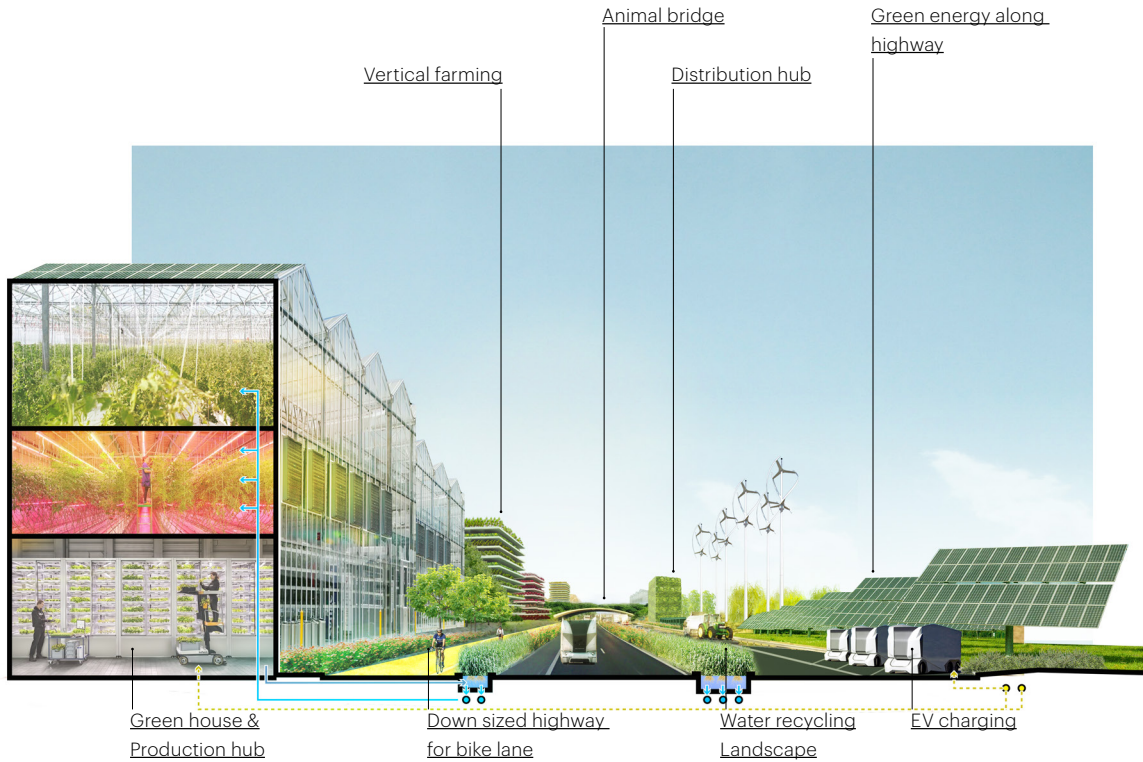 Animal bridge
Green energy along
highway
Vertical farming
Distribution hub
Green house &
Production hub
Down sized highway
for bike lane
Water recycling
Landscape
EV charging